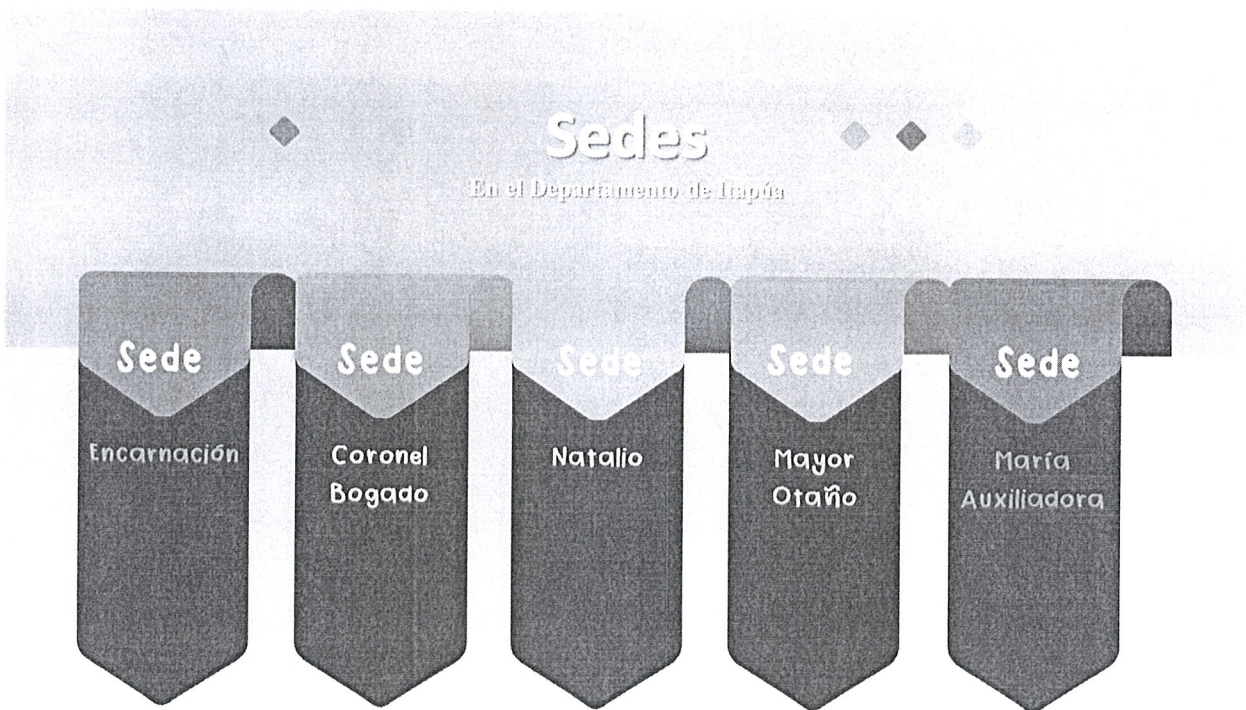 Sedes
En el Departamento de Itapúa
Sede
Encarnación
Sede
Coronel
Bogado
Sede
Natalio
Sede
Mayor
Otaño
Sede
María
Auxiliadora